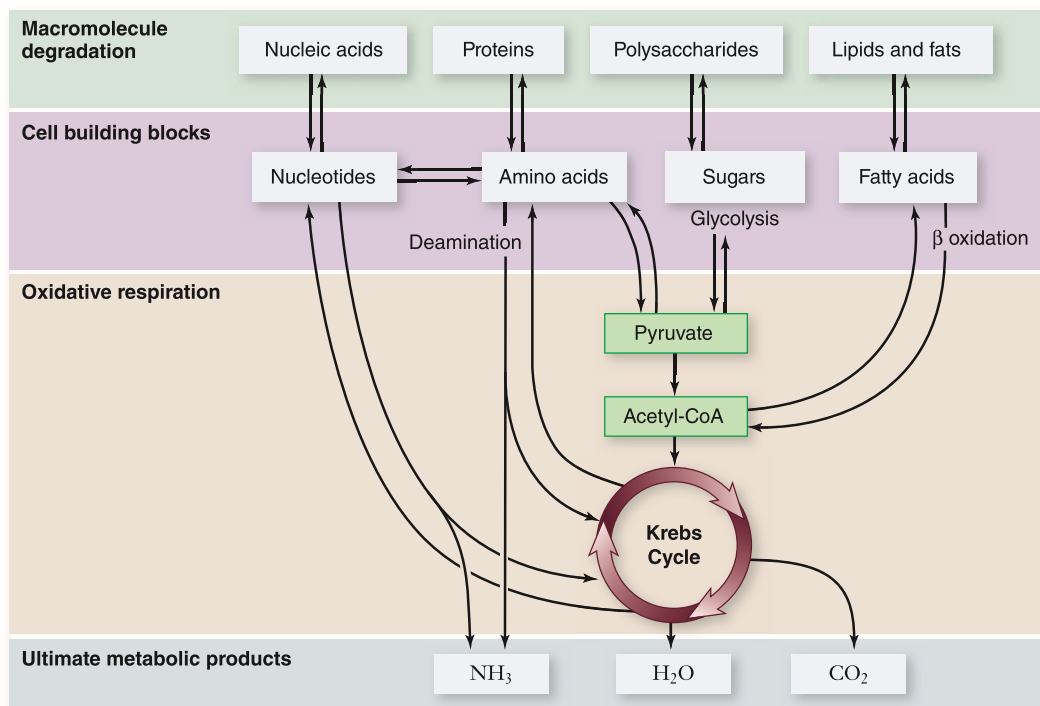 Macromolecule
degradation
Nucleic acids
Proteins
Polysaccharides
Lipids and fats
Cell building blocks
Nucleotides
Amino acids
Sugars
Fatty acids
Glycolysis
Deamination
β oxidation
Oxidative respiration
Pyruvate
Acetyl-CoA
Krebs
Cycle
Ultimate metabolic products
NH₃
H₂O
CO₂